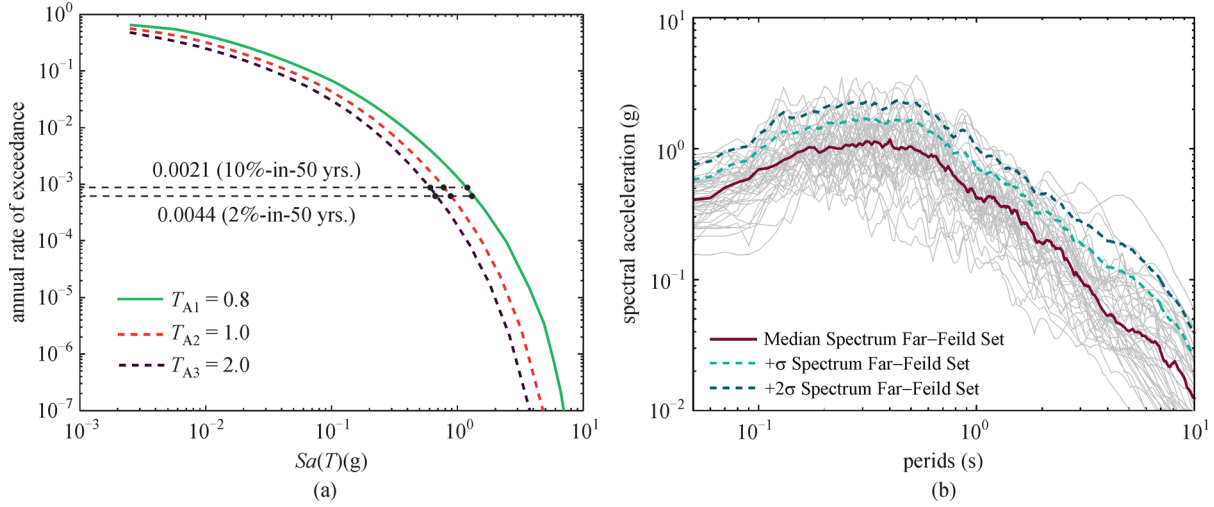 (a)
10^0
10^−1
10^−2
10^−3
10^−4
10^−5
10^−6
10^−7
annual rate of exceedance
0.0021 (10%-in-50 yrs.)
0.0044 (2%-in-50 yrs.)
T_A1 = 0.8
T_A2 = 1.0
T_A3 = 2.0
10^−3
10^−2
10^−1
10^0
10^1
Sa(T)(g)
(a)
b)
10^1
10^0
10^−1
10^−2
spectral acceleration (g)
Median Spectrum Far−Feild Set
+σ Spectrum Far−Feild Set
+2σ Spectrum Far−Feild Set
10^−1
10^0
10^1
perids (s)
(b)